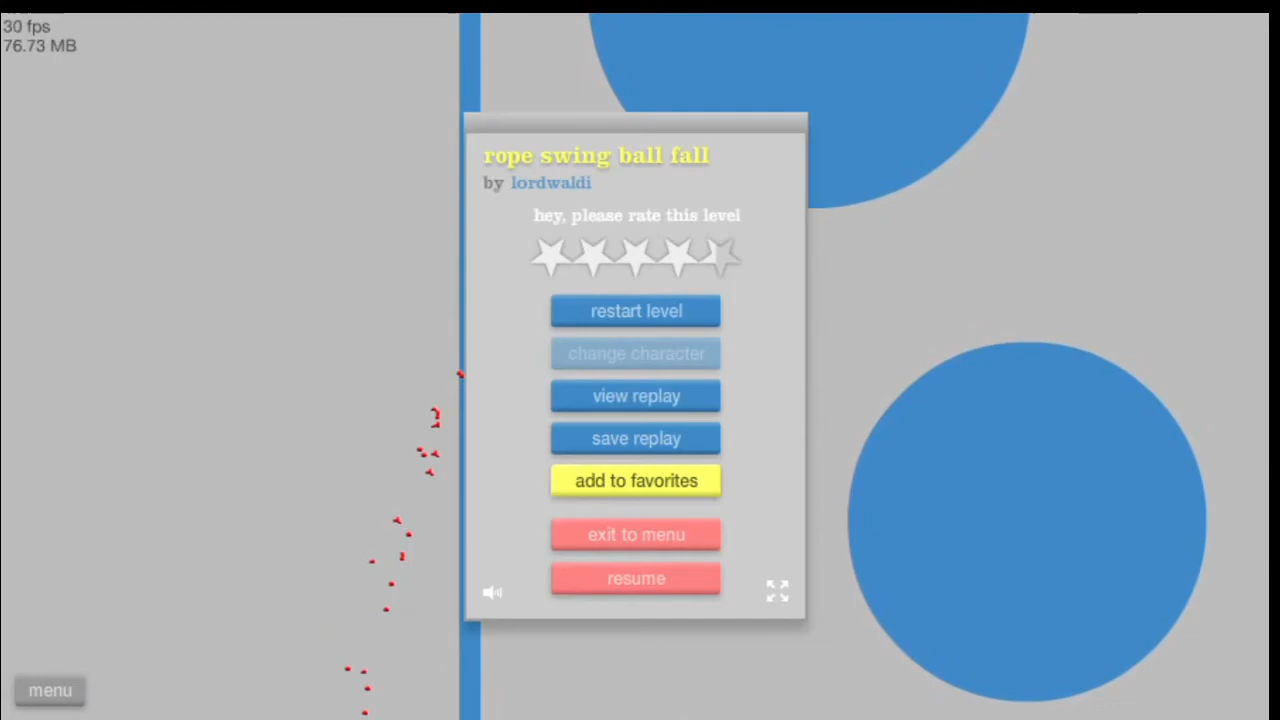 30 fps
76.73 MB
rope swing ball fall
by lordwaldi
hey, please rate this level
restart level
change character
view replay
save replay
add to favorites
exit to menu
resume
menu